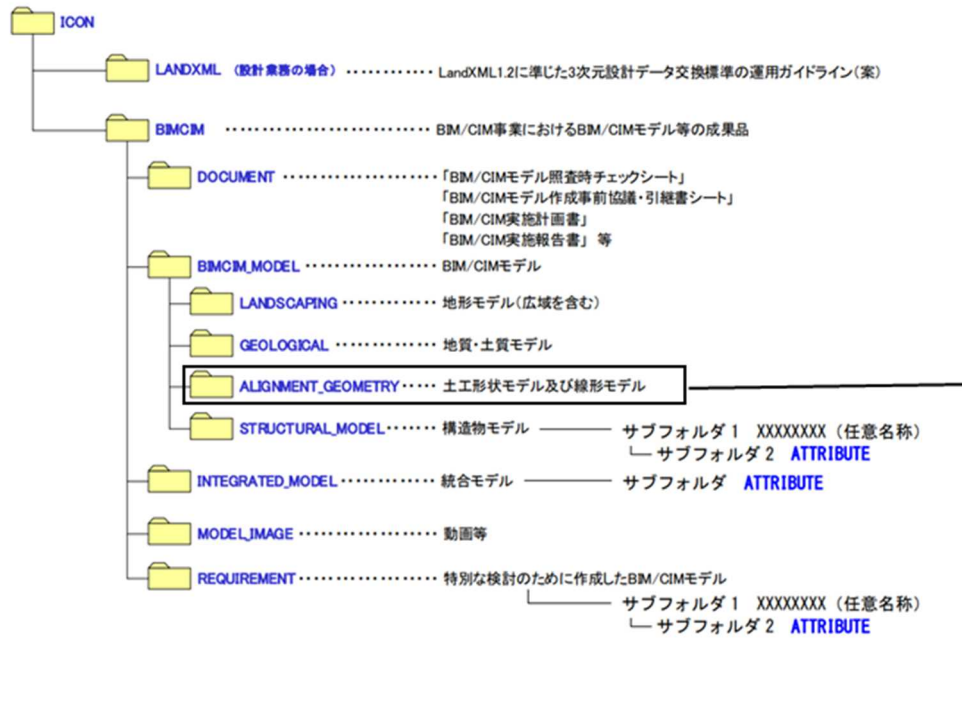 ICON
LANDXML （設計業務の場合） ・・・・・・・・・・・ LandXML1.2に準じた3次元設計データ交換標準の運用ガイドライン（案）
BIMCIM ・・・・・・・・・・・・・・・・・・・・・・・・・・ BIM/CIM事業におけるBIM/CIMモデル等の成果品
DOCUMENT ・・・・・・・・・・・・・・・・・・・・ 「BIM/CIMモデル照査時チェックシート」
「BIM/CIMモデル作成事前協議・引継書シート」
「BIM/CIM実施計画書」
「BIM/CIM実施報告書」 等
BIMCIM_MODEL ・・・・・・・・・・・・・・・・・ BIM/CIMモデル
LANDSCAPING ・・・・・・・・・・・・ 地形モデル（広域を含む）
GEOLOGICAL ・・・・・・・・・・・・・ 地質・土質モデル
ALIGNMENT_GEOMETRY・・・・・ 土工形状モデル及び線形モデル
STRUCTURAL_MODEL・・・・・・・ 構造物モデル サブフォルダ1 XXXXXXXX （任意名称）
サブフォルダ2 ATTRIBUTE
INTEGRATED_MODEL・・・・・・・・・・・・・ 統合モデル サブフォルダ ATTRIBUTE
MODEL_IMAGE ・・・・・・・・・・・・・・・・・・ 動画等
REQUIREMENT・・・・・・・・・・・・・・・・・・ 特別な検討のために作成したBIM/CIMモデル
サブフォルダ1 XXXXXXXX （任意名称）
サブフォルダ2 ATTRIBUTE